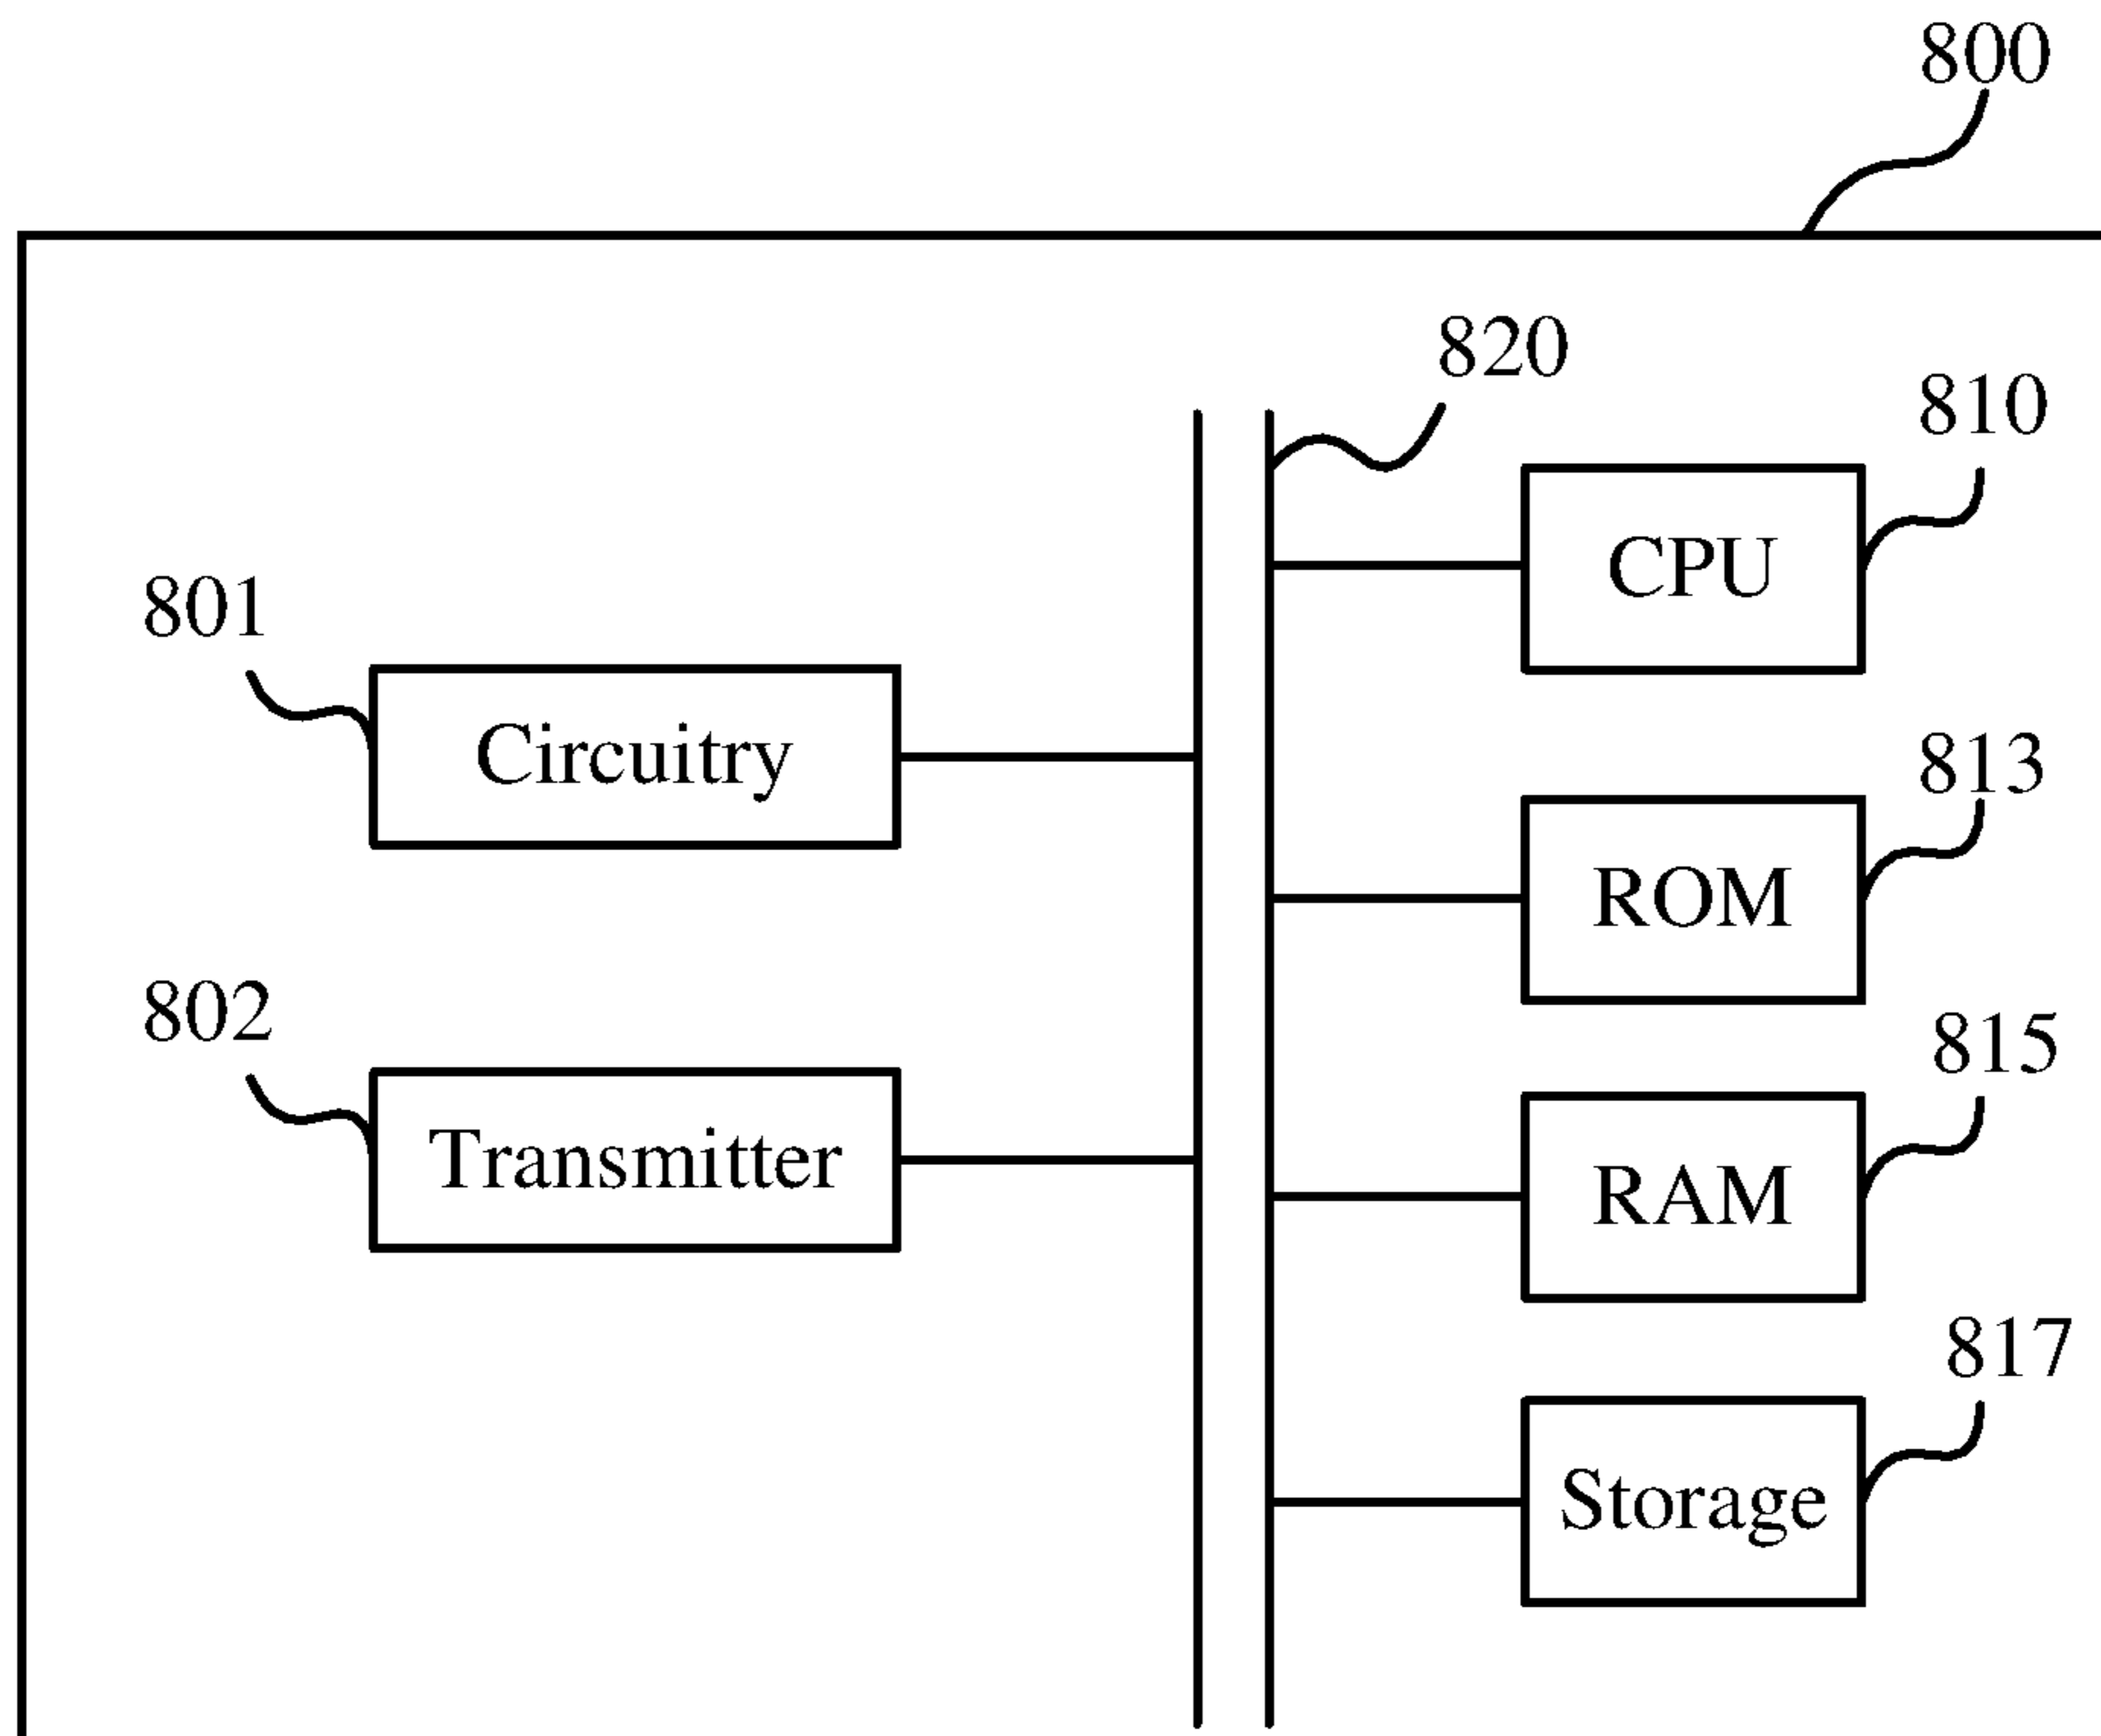 800
820
810
CPU
801
Circuitry
813
ROM
802
815
Transmitter
RAM
817
Storage